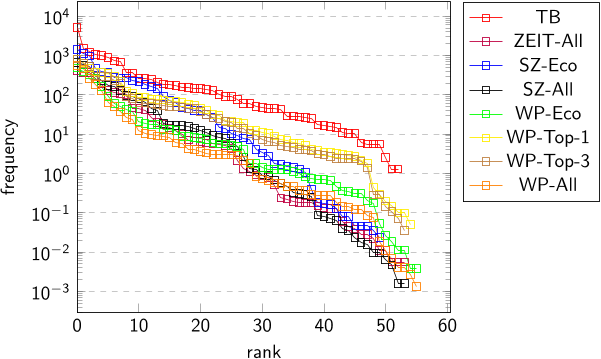 10^4
10^3
10^2
10^1
10^0
10^−1
10^−2
10^−3
frequency
0
10
20
30
40
50
60
rank
TB
ZEIT-All
SZ-Eco
SZ-All
WP-Eco
WP-Top-1
WP-Top-3
WP-All